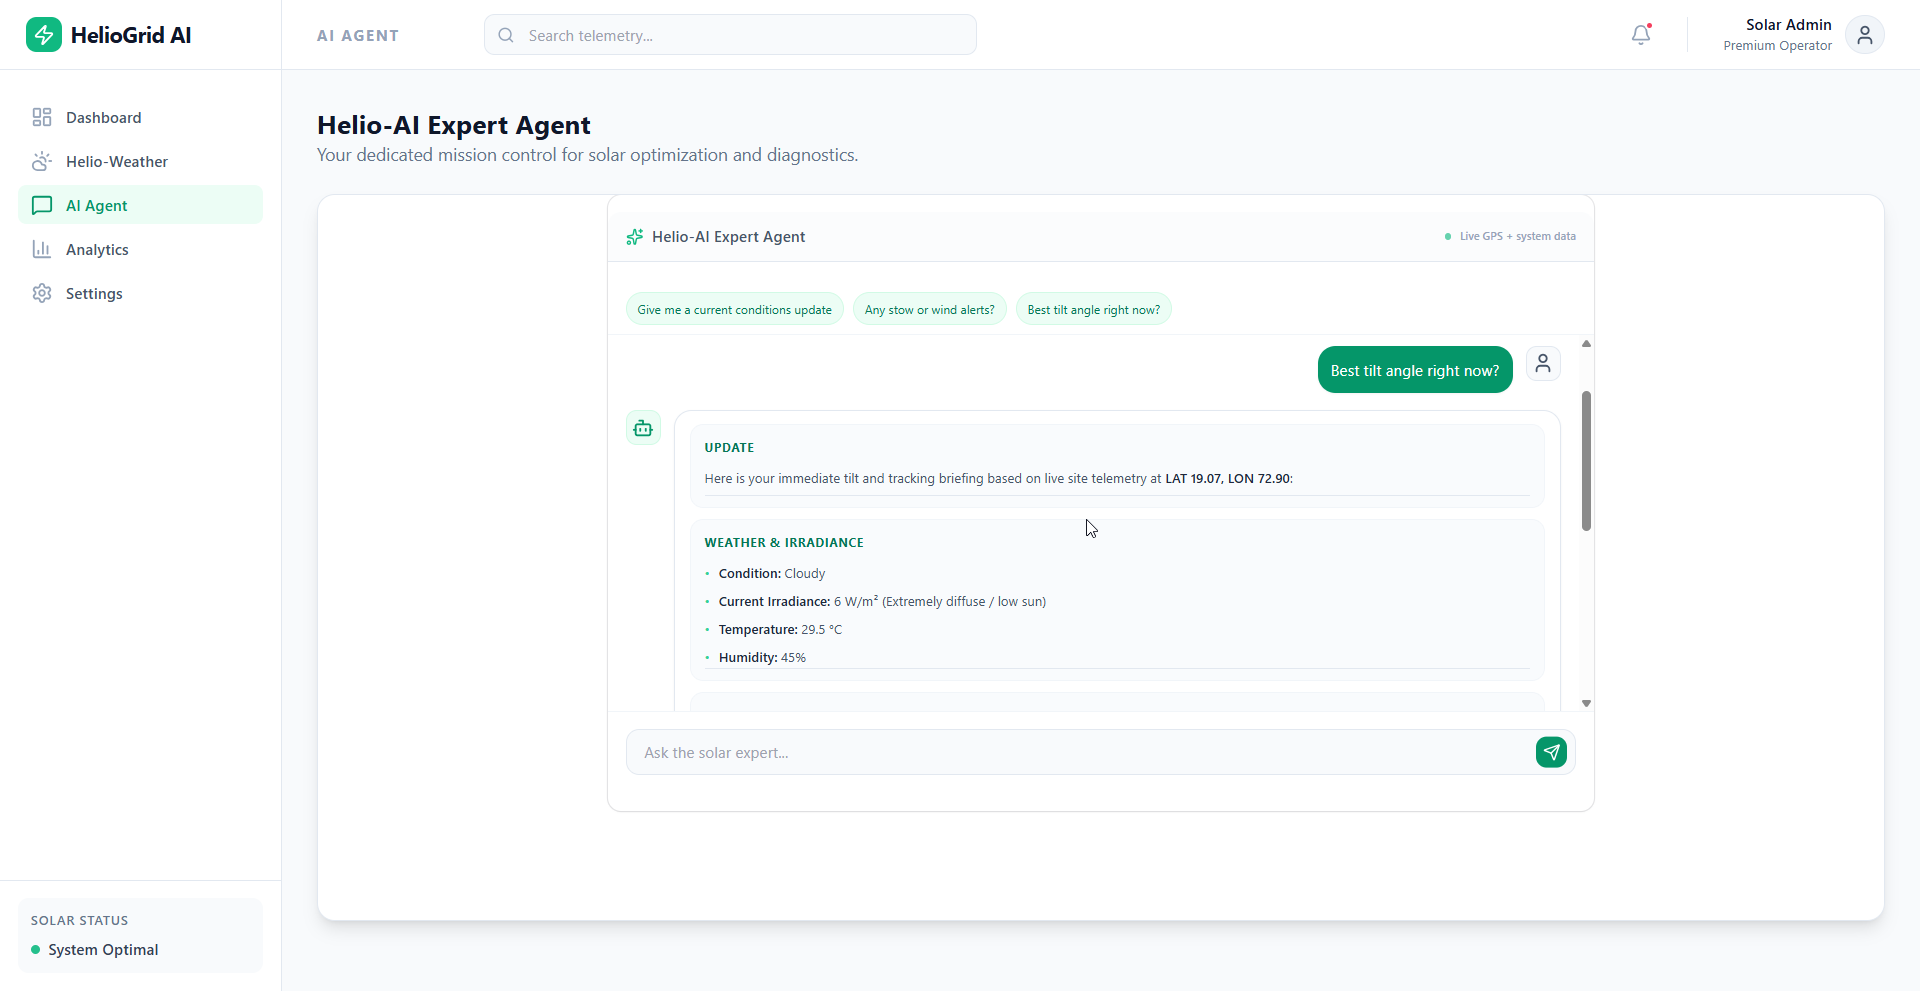 HelioGrid AI
AI AGENT
Search telemetry...
Solar Admin
Premium Operator
Dashboard
Helio-Weather
AI Agent
Analytics
Settings
Helio-AI Expert Agent
Your dedicated mission control for solar optimization and diagnostics.
Helio-AI Expert Agent
Live GPS + system data
Give me a current conditions update
Any stow or wind alerts?
Best tilt angle right now?
Best tilt angle right now?
UPDATE
Here is your immediate tilt and tracking briefing based on live site telemetry at LAT 19.07, LON 72.90:
WEATHER & IRRADIANCE
• Condition: Cloudy
• Current Irradiance: 6 W/m² (Extremely diffuse / low sun)
• Temperature: 29.5 °C
• Humidity: 45%
Ask the solar expert...
SOLAR STATUS
System Optimal